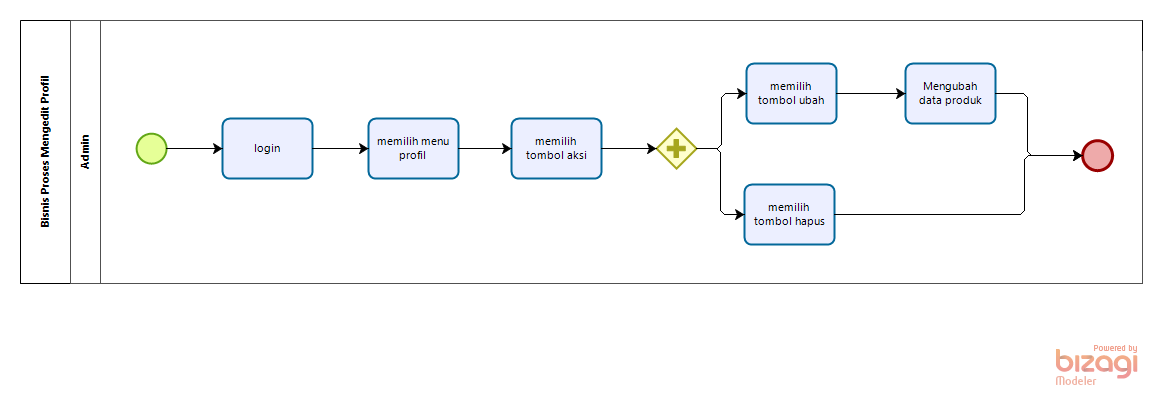 Bisnis Proses Mengedit Profil
Admin
login
memilih menu
profil
memilih
tombol aksi
memilih
tombol ubah
Mengubah
data produk
memilih
tombol hapus
Powered by
bizagi
Modeler